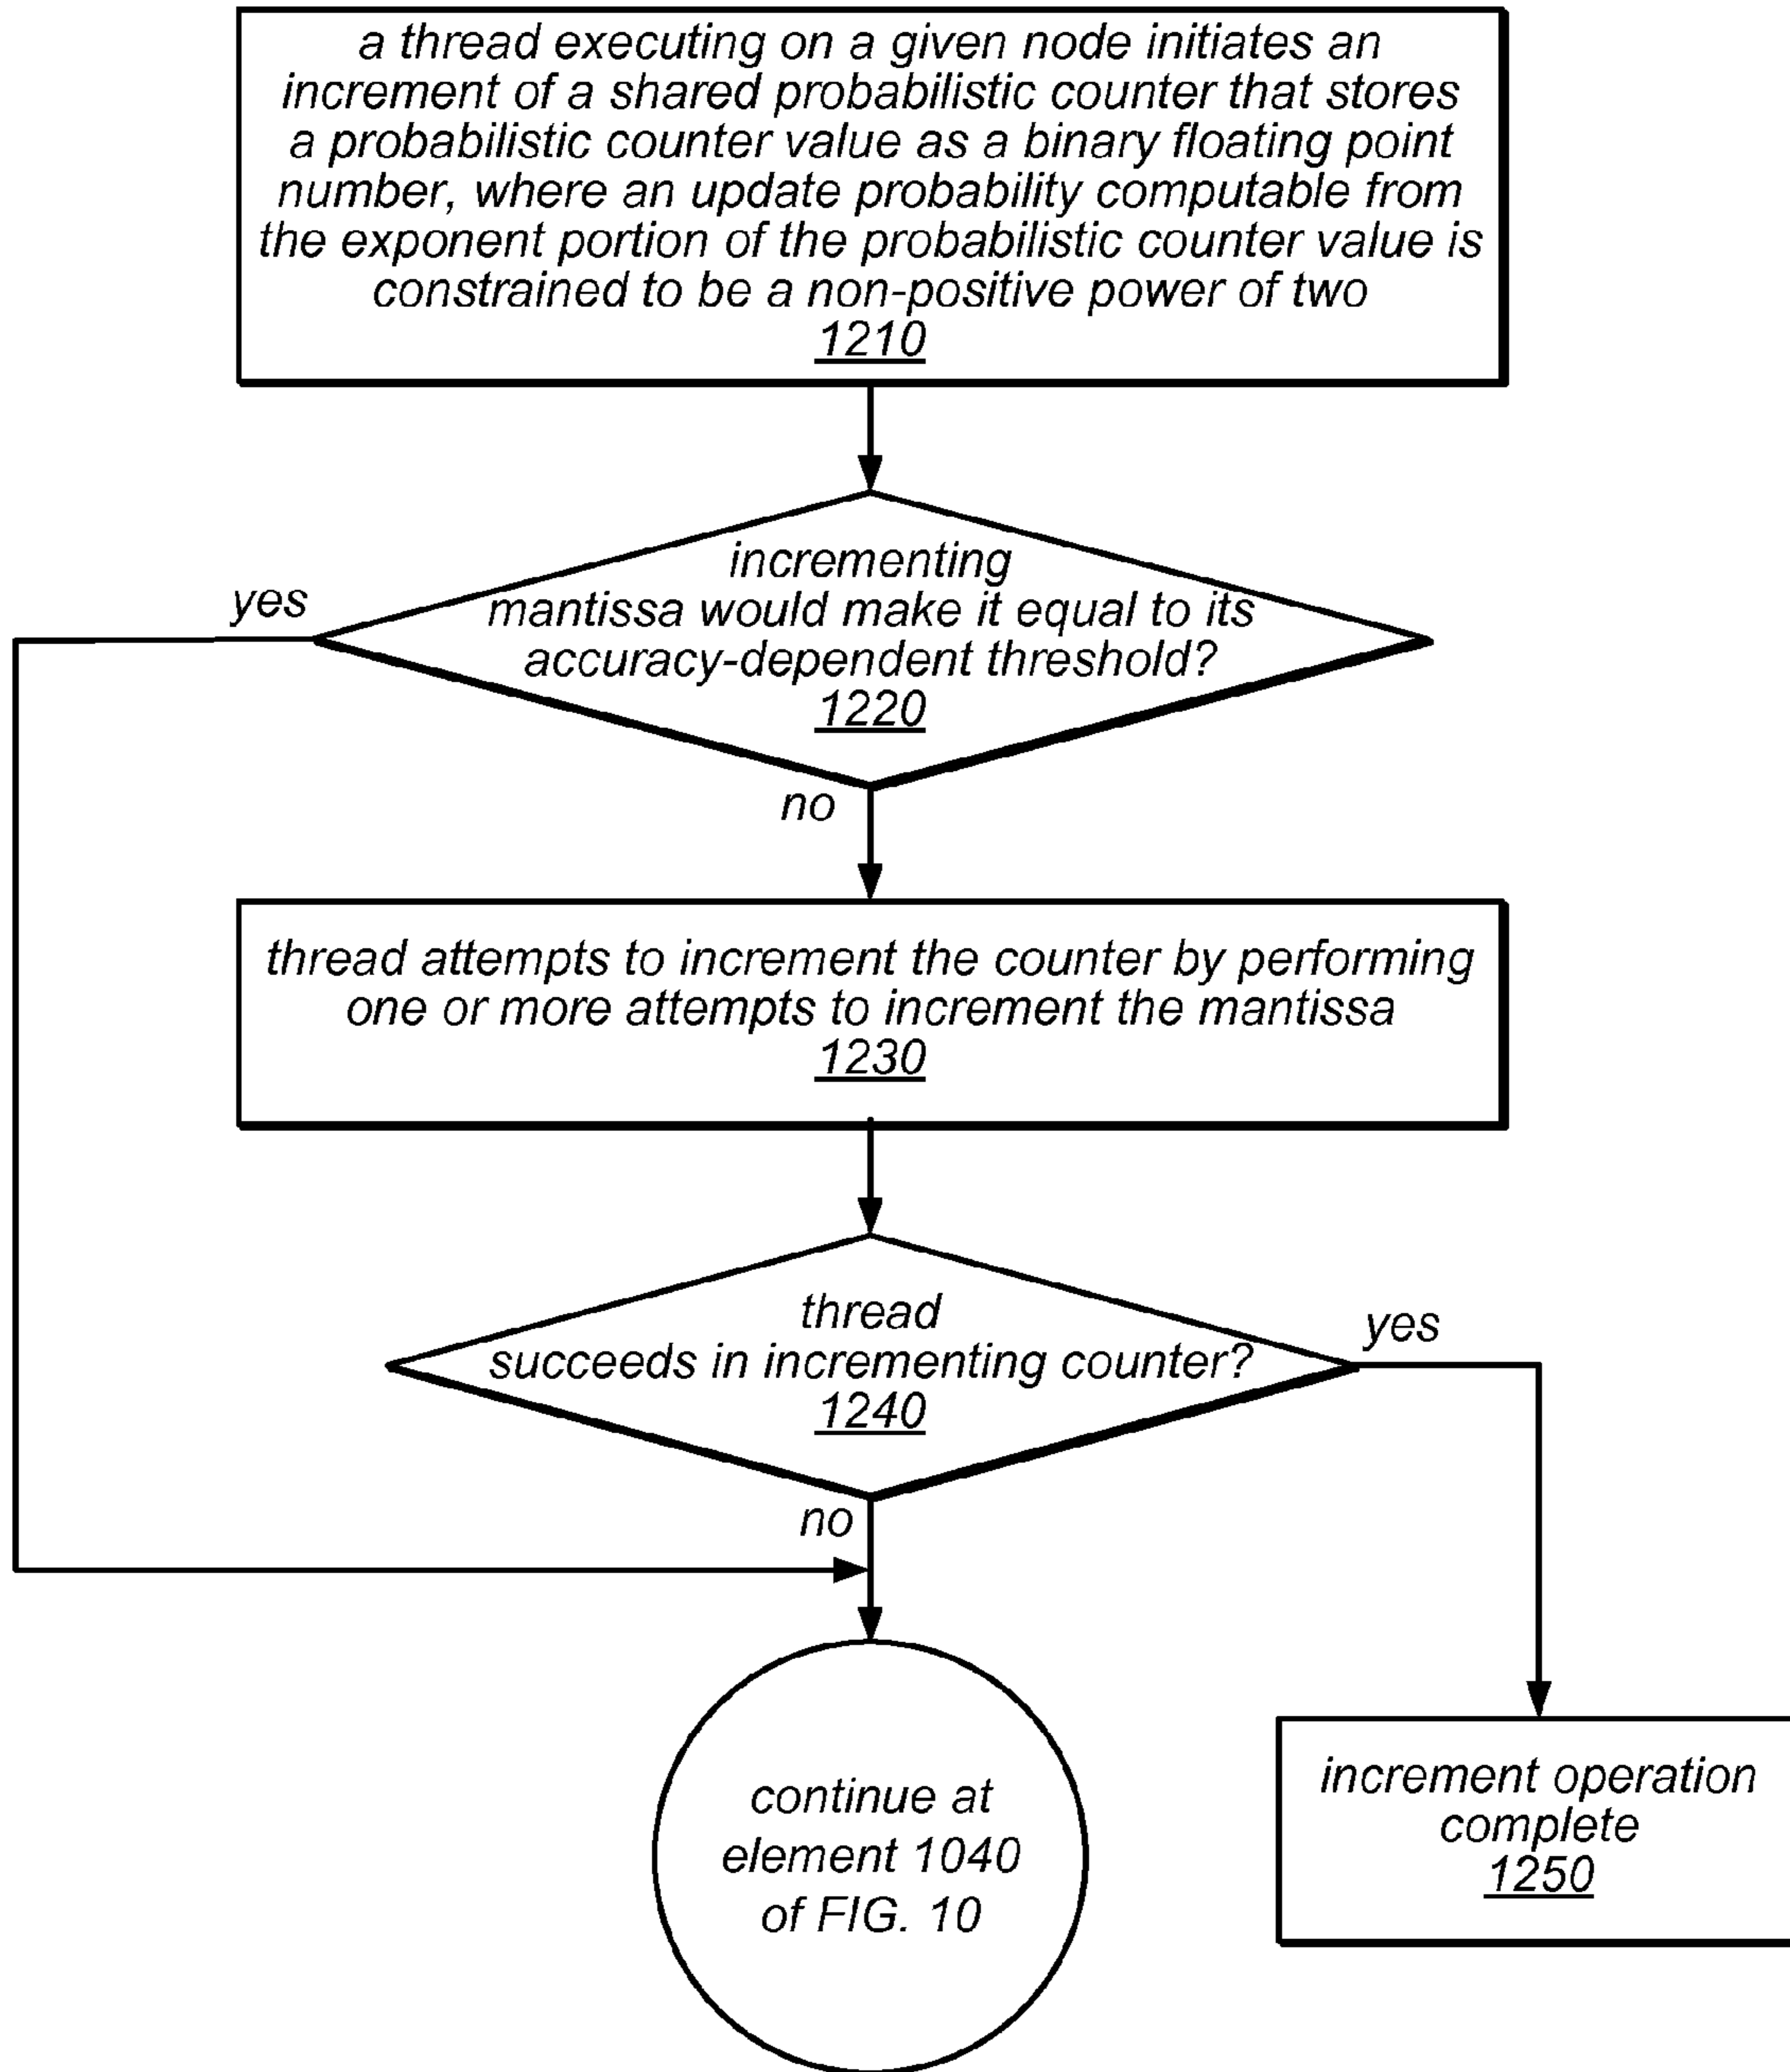 a thread executing on a given node initiates an
increment of a shared probabilistic counter that stores
a probabilistic counter value as a binary floating point
number, where an update probability computable from
the exponent portion of the probabilistic counter value is
constrained to be a non-positive power of two
1210
yes
incrementing
mantissa would make it equal to its
accuracy-dependent threshold?
1220
no
thread attempts to increment the counter by performing
one or more attempts to increment the mantissa
1230
thread
succeeds in incrementing counter?
1240
yes
no
continue at
element 1040
of FIG. 10
increment operation
complete
1250